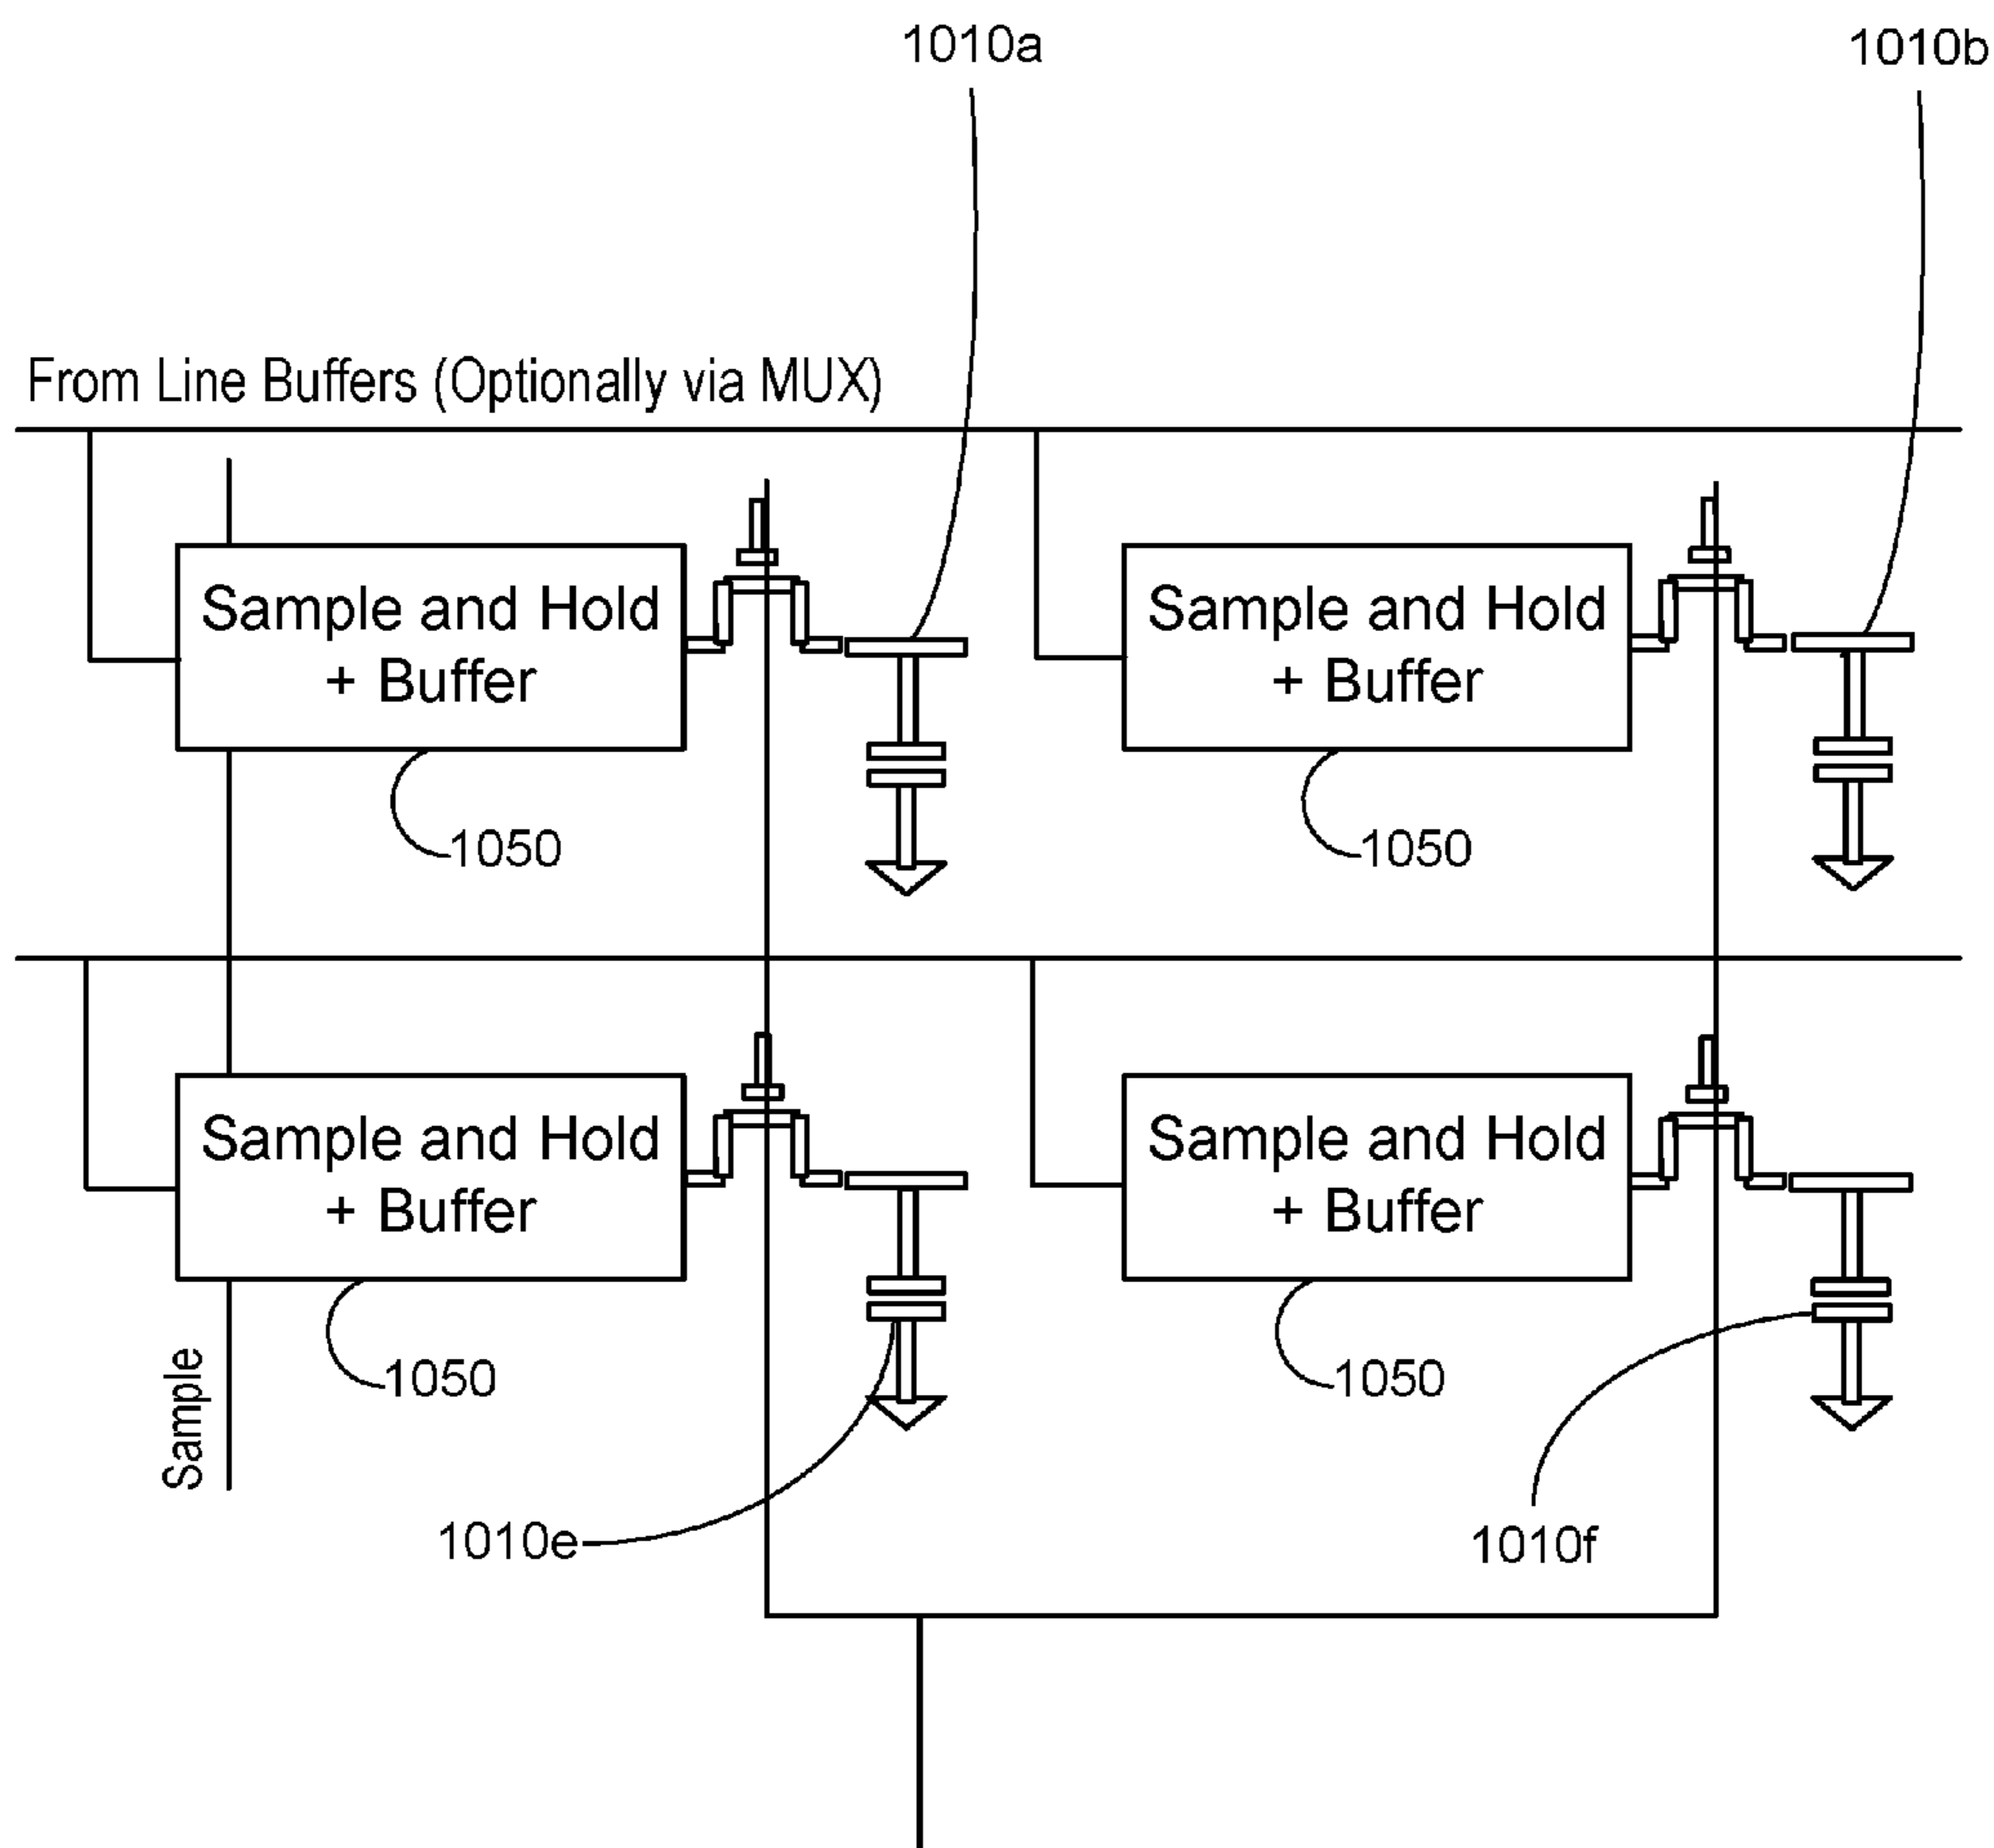 1010a
1010b
From Line Buffers (Optionally via MUX)
Sample and Hold
+ Buffer
Sample and Hold
+ Buffer
1050
1050
Sample and Hold
+ Buffer
Sample and Hold
+ Buffer
1050
1050
Sample
1010e
1010f